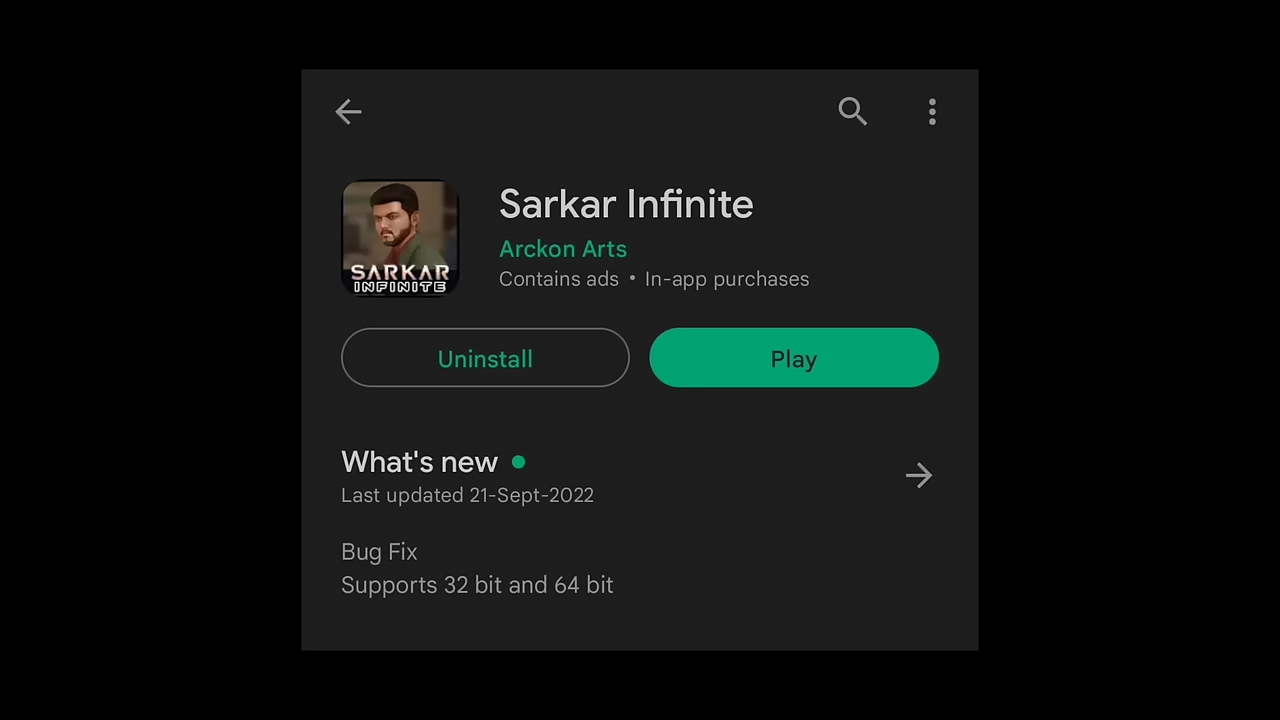 Sarkar Infinite
Arckon Arts
Contains ads • In-app purchases
SARKAR
INFINITE
Uninstall
Play
What's new
Last updated 21-Sept-2022
Bug Fix
Supports 32 bit and 64 bit